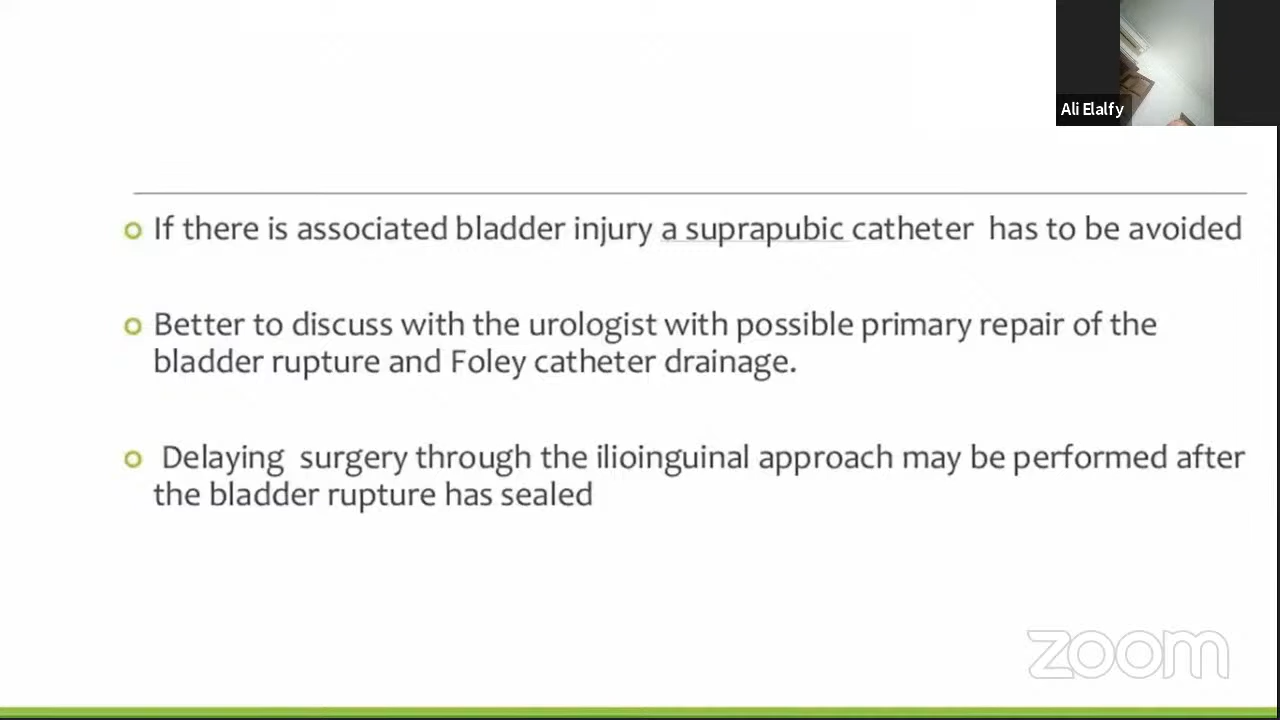 Ali Elalfy
If there is associated bladder injury a suprapubic catheter has to be avoided
Better to discuss with the urologist with possible primary repair of the
bladder rupture and Foley catheter drainage.
Delaying surgery through the ilioinguinal approach may be performed after
the bladder rupture has sealed
zoom